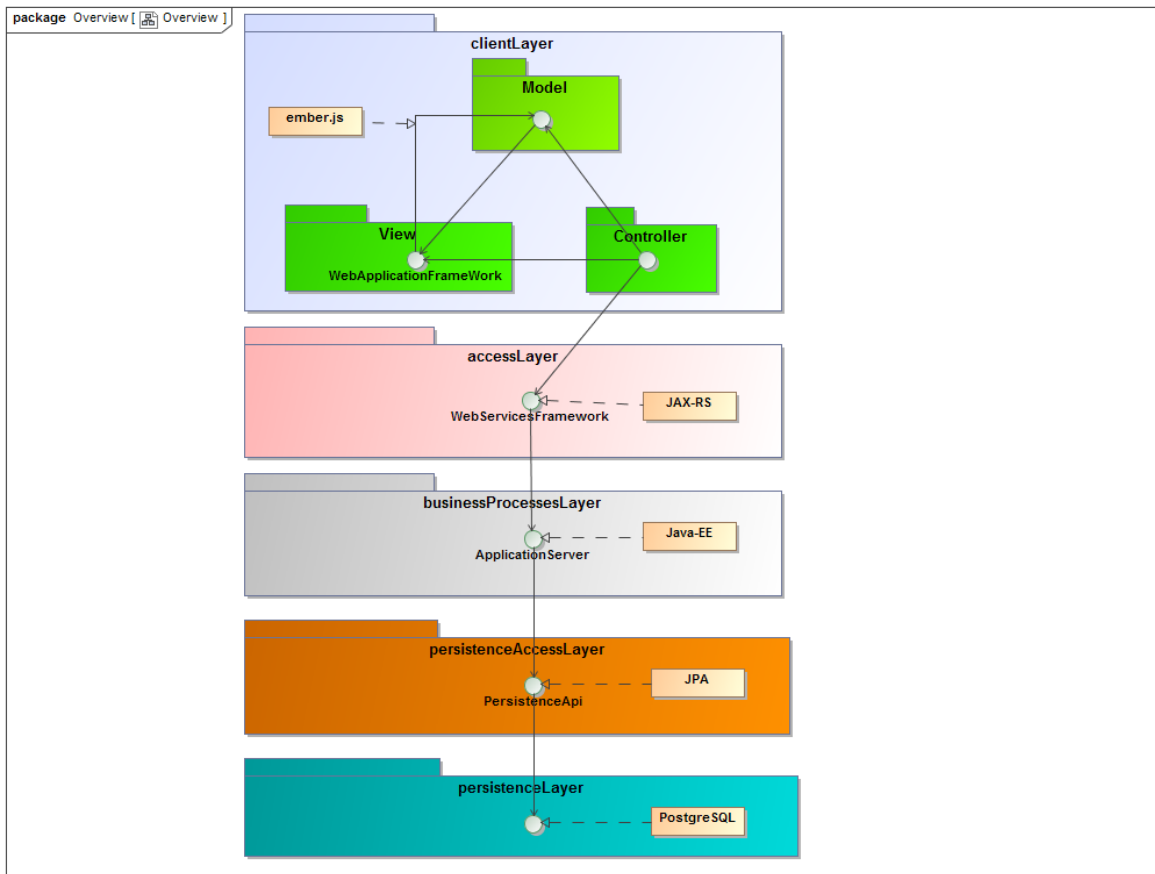 package Overview [ Overview ]
clientLayer
Model
ember.js
View
Controller
WebApplicationFrameWork
accessLayer
JAX-RS
WebServicesFramework
businessProcessesLayer
Java-EE
ApplicationServer
persistenceAccessLayer
JPA
PersistenceApi
persistenceLayer
PostgreSQL